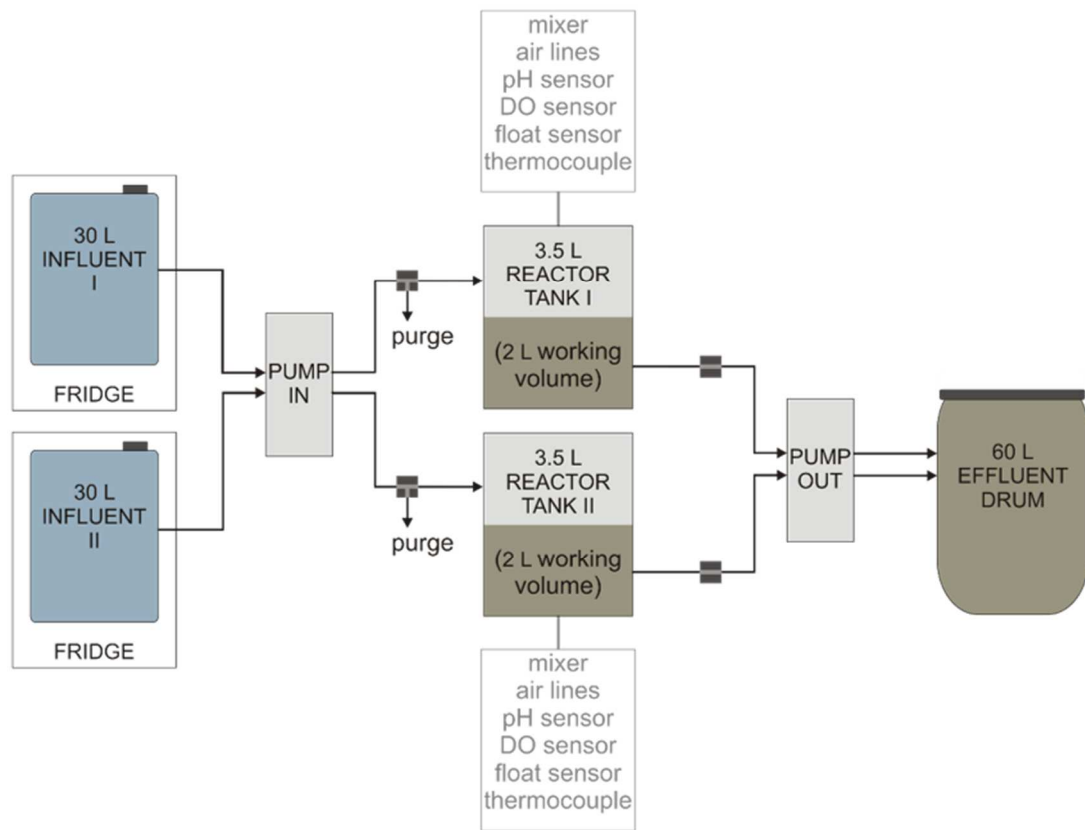 mixer
air lines
pH sensor
DO sensor
float sensor
thermocouple
30 L
INFLUENT
I
FRIDGE
30 L
INFLUENT
II
FRIDGE
PUMP
IN
purge
purge
3.5 L
REACTOR
TANK I
(2 L working
volume)
3.5 L
REACTOR
TANK II
(2 L working
volume)
mixer
air lines
pH sensor
DO sensor
float sensor
thermocouple
PUMP
OUT
60 L
EFFLUENT
DRUM